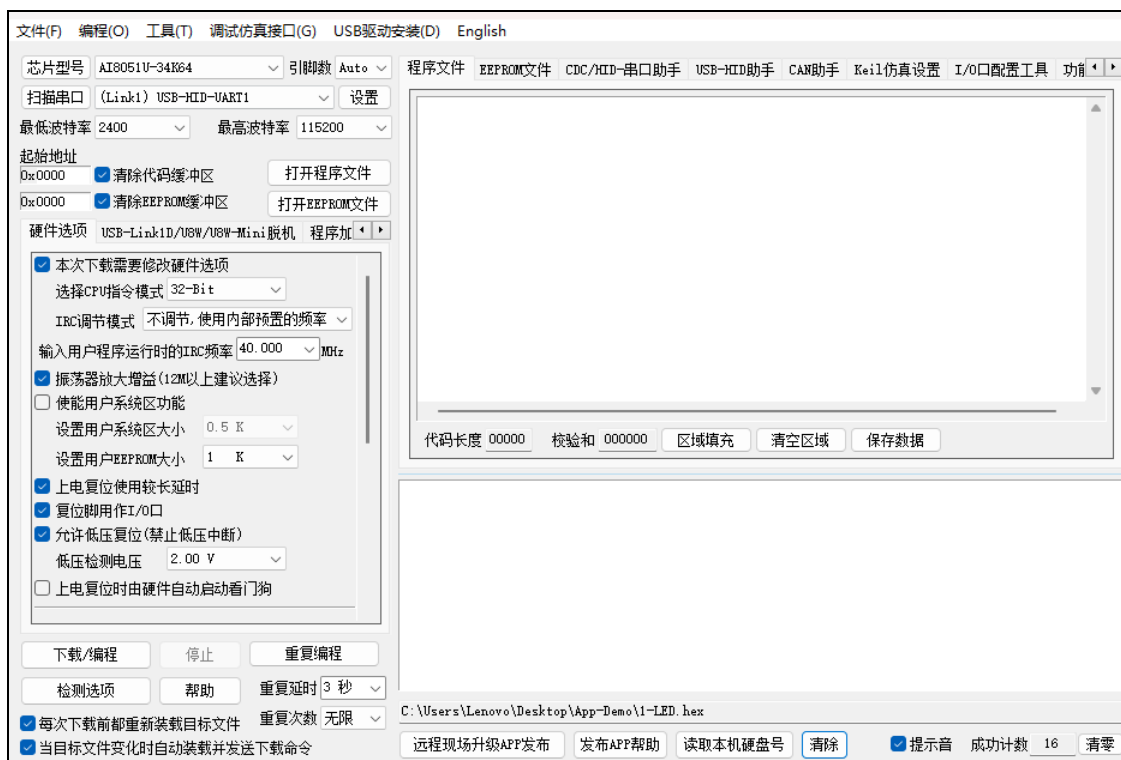 文件(F) 编程(O) 工具(T) 调试仿真接口(G) USB驱动安装(D) English
芯片型号 AI8051U-34K64 引脚数 Auto
扫描串口 (Link1) USB-HID-UART1 设置
最低波特率 2400 最高波特率 115200
起始地址
0x0000 清除代码缓冲区 打开程序文件
0x0000 清除EEPROM缓冲区 打开EEPROM文件
硬件选项 USB-Link1D/U8W/U8W-Mini脱机 程序加
本次下载需要修改硬件选项
选择CPU指令模式 32-Bit
IRC调节模式 不调节,使用内部预置的频率
输入用户程序运行时的IRC频率 40.000 MHz
振荡器放大增益(12M以上建议选择)
使能用户系统区功能
设置用户系统区大小 0.5 K
设置用户EEPROM大小 1 K
上电复位使用较长延时
复位脚用作I/O口
允许低压复位(禁止低压中断)
低压检测电压 2.00 V
上电复位时由硬件自动启动看门狗
下载/编程 停止 重复编程
检测选项 帮助 重复延时 3 秒
每次下载前都重新装载目标文件 重复次数 无限
当目标文件变化时自动装载并发送下载命令
程序文件 EEPROM文件 CDC/HID-串口助手 USB-HID助手 CAN助手 Keil仿真设置 I/O口配置工具
代码长度 00000 校验和 000000 区域填充 清空区域 保存数据
C:\Users\Lenovo\Desktop\App-Demo\1-LED.hex
远程现场升级APP发布 发布APP帮助 读取本机硬盘号 清除 提示音 成功计数 16 清零